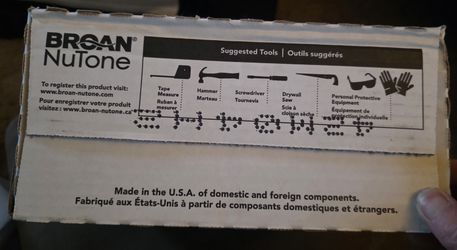 BROAN®
NuTone
To register this product visit:
www.broan-nutone.com
Pour enregistrer votre produit
visitez : www.broan-nutone.ca
Suggested Tools | Outils suggérés
Tape
Measure
Ruban à
mesurer
Hammer
Marteau
Screwdriver
Tournevis
Drywall
Saw
Scie à
cloison sèche
Personal Protective
Equipment
Équipement de
protection individuelle
Made in the U.S.A. of domestic and foreign components.
Fabriqué aux États-Unis à partir de composants domestiques et étrangers.